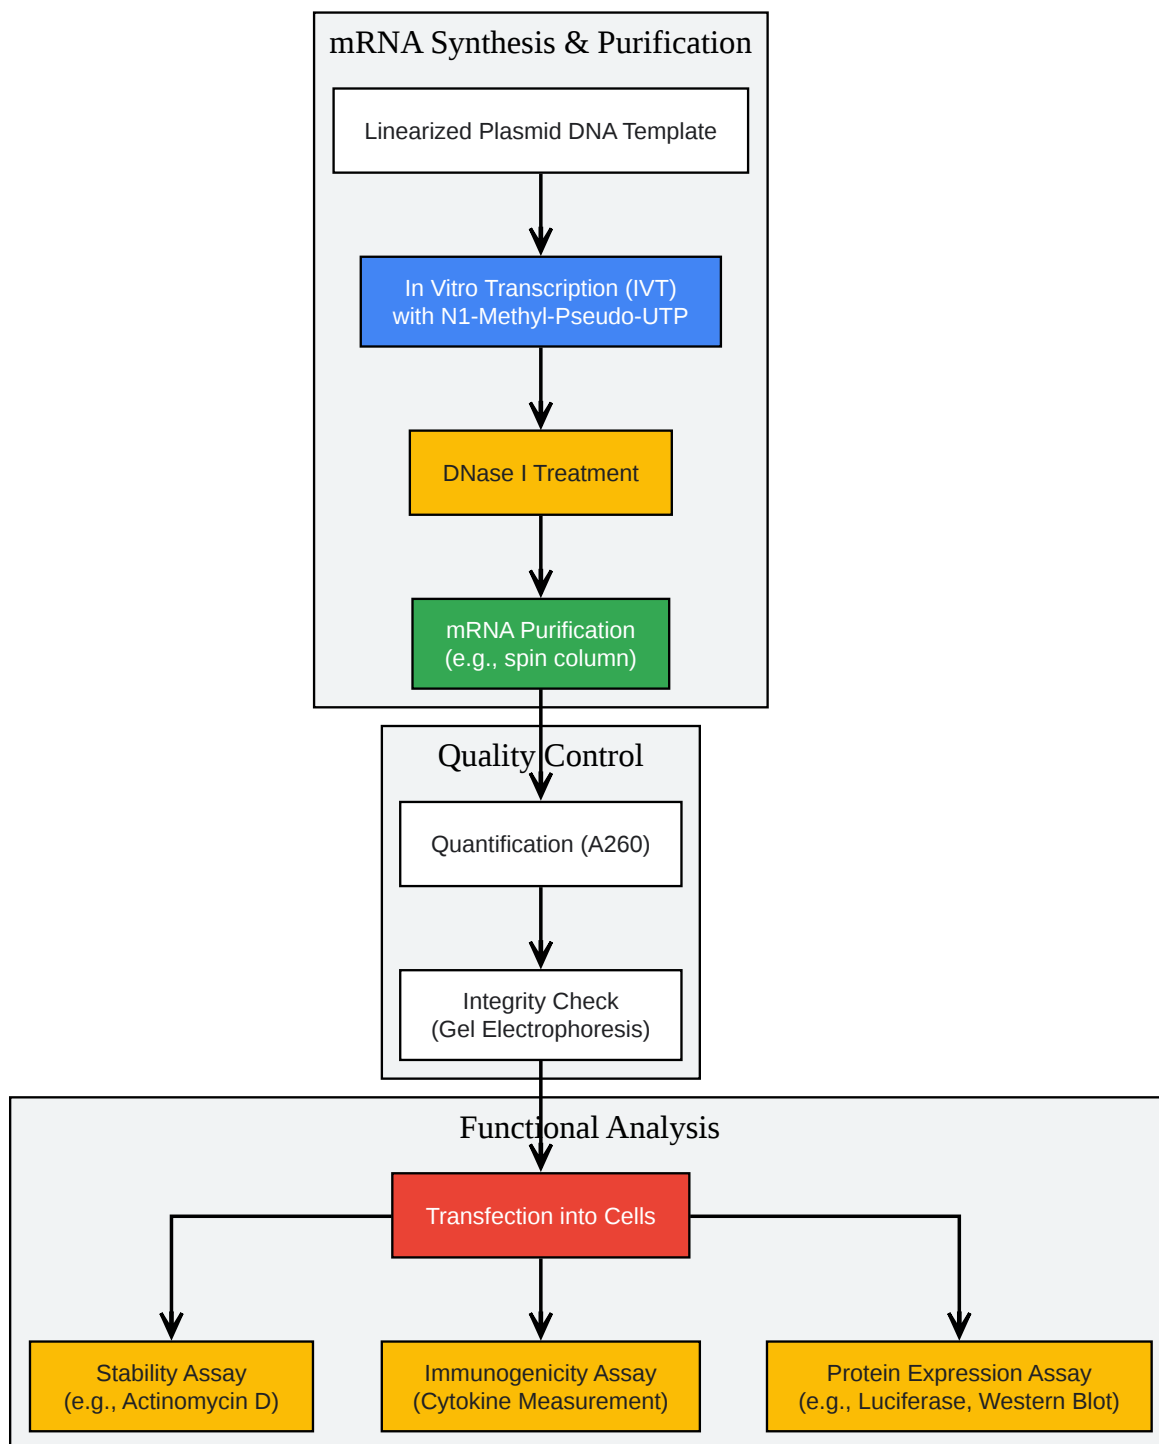 mRNA Synthesis & Purification
Linearized Plasmid DNA Template
In Vitro Transcription (IVT)
with N1-Methyl-Pseudo-UTP
DNase I Treatment
mRNA Purification
(e.g., spin column)
Quality Control
Quantification (A260)
Integrity Check
(Gel Electrophoresis)
Functional Analysis
Transfection into Cells
Stability Assay
(e.g., Actinomycin D)
Immunogenicity Assay
(Cytokine Measurement)
Protein Expression Assay
(e.g., Luciferase, Western Blot)